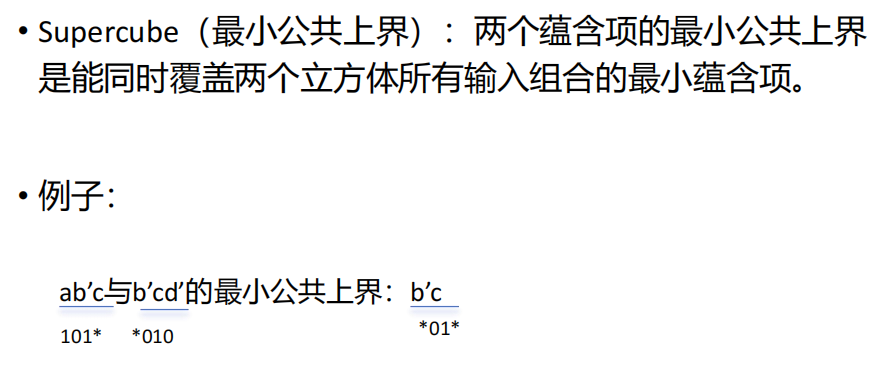 • Supercube（最小公共上界）：两个蕴含项的最小公共上界
是能同时覆盖两个立方体所有输入组合的最小蕴含项。
• 例子：
ab’c与b’cd’的最小公共上界：b’c
101* *010 *01*